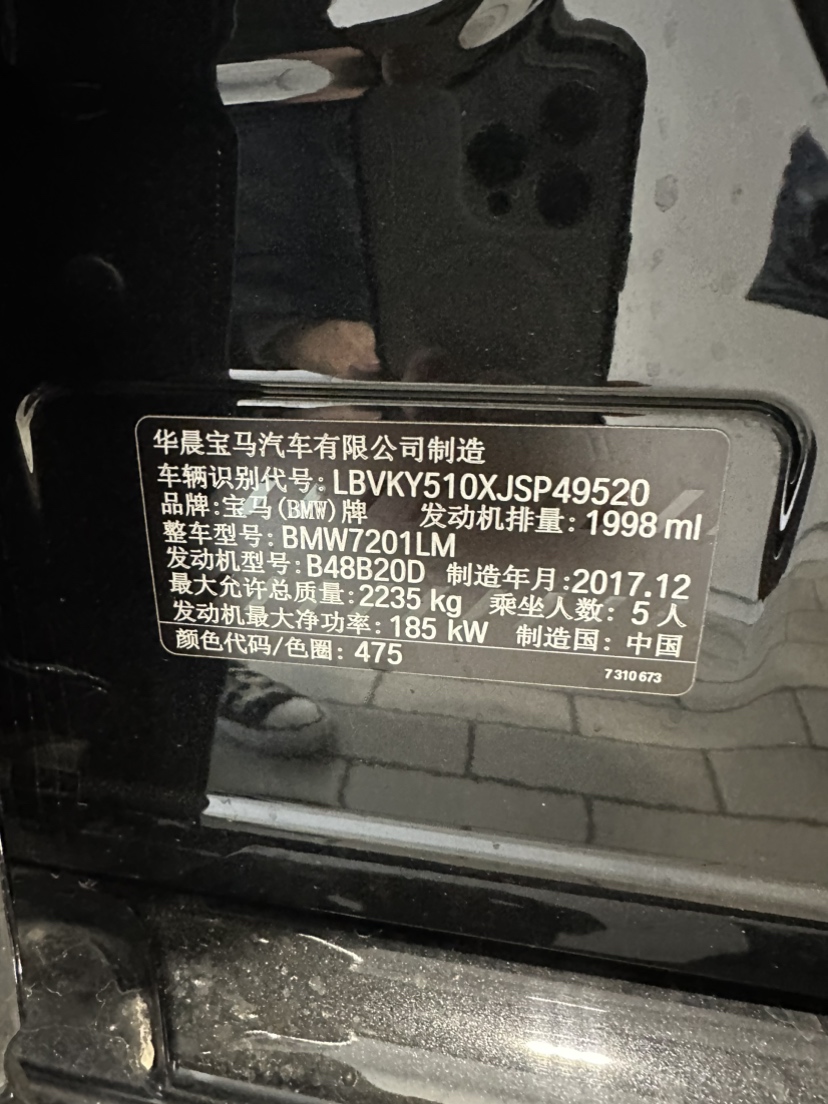 华晨宝马汽车有限公司制造
车辆识别代号: LBVKY510XJSP49520
品牌: 宝马(BMW)牌 发动机排量: 1998 ml
整车型号: BMW7201LM
发动机型号: B48B20D 制造年月: 2017.12
最大允许总质量: 2235 kg 乘坐人数: 5 人
发动机最大净功率: 185 kW 制造国: 中国
颜色代码/色圈: 475
7310673